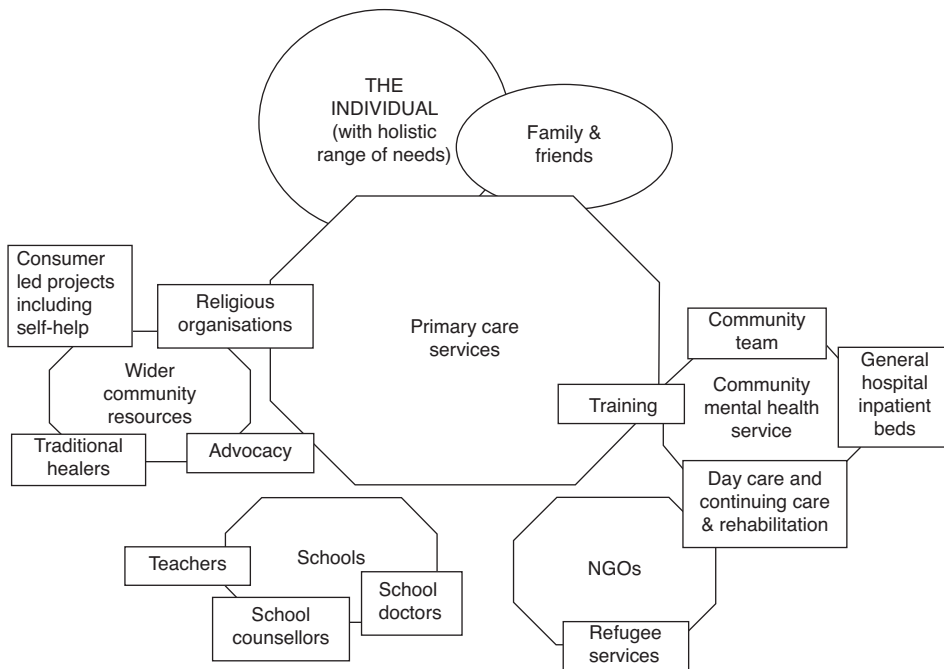 THE
INDIVIDUAL
(with holistic
range of needs)
Family &
friends
Consumer
led projects
including
self-help
Religious
organisations
Wider
community
resources
Traditional
healers
Advocacy
Primary care
services
Training
Community
team
Community
mental health
service
General
hospital
inpatient
beds
Day care and
continuing care
& rehabilitation
Teachers
Schools
School
counsellors
School
doctors
NGOs
Refugee
services